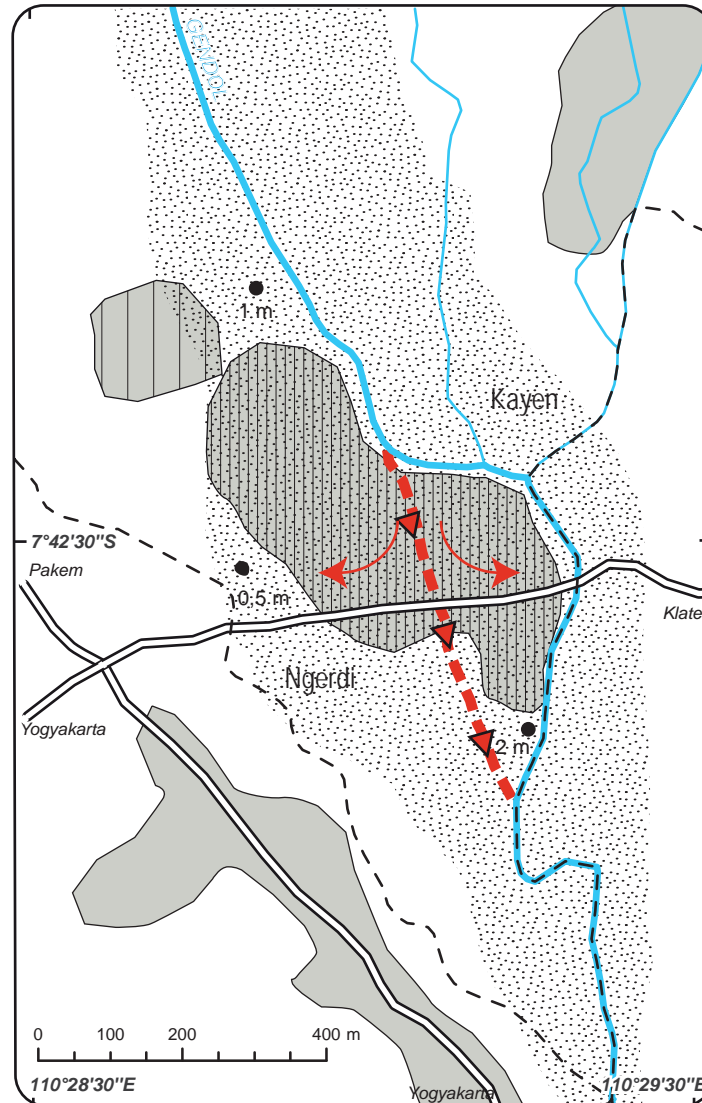 GENDOL
1 m
Kayen
7°42'30"S
Pakem
0.5 m
Klate
Ngerdi
Yogyakarta
2 m
0 100 200 400 m
110°28'30"E
Yogyakarta
110°29'30"E